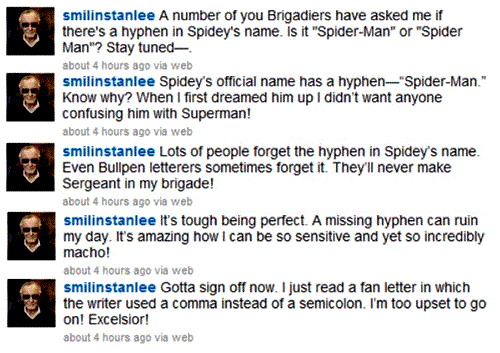 smilinstanlee A number of you Brigadiers have asked me if
there's a hyphen in Spidey's name. Is it "Spider-Man" or "Spider
Man"? Stay tuned—.
about 4 hours ago via web
smilinstanlee Spidey's official name has a hyphen—“Spider-Man.”
Know why? When I first dreamed him up I didn’t want anyone
confusing him with Superman!
about 4 hours ago via web
smilinstanlee Lots of people forget the hyphen in Spidey’s name.
Even Bullpen letterers sometimes forget it. They’ll never make
Sergeant in my brigade!
about 4 hours ago via web
smilinstanlee It’s tough being perfect. A missing hyphen can ruin
my day. It’s amazing how I can be so sensitive and yet so incredibly
macho!
about 4 hours ago via web
smilinstanlee Gotta sign off now. I just read a fan letter in which
the writer used a comma instead of a semicolon. I’m too upset to go
on! Excelsior!
about 4 hours ago via web